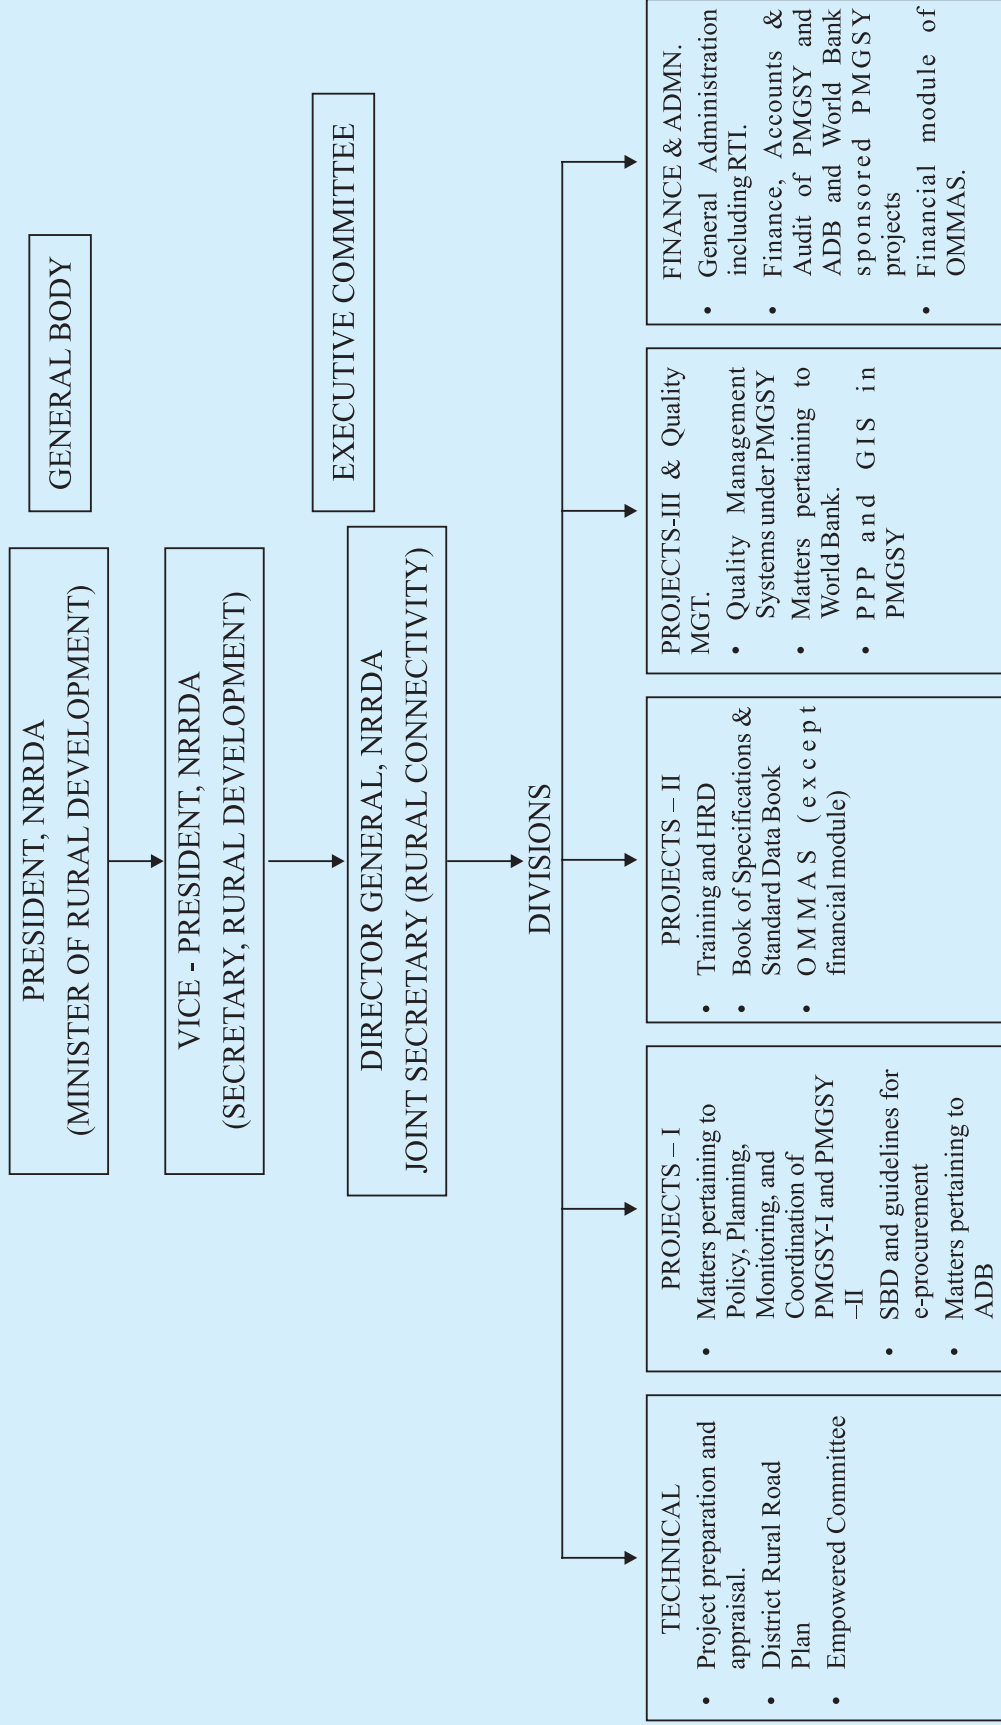 PRESIDENT, NRRDA
(MINISTER OF RURAL DEVELOPMENT)
GENERAL BODY
VICE - PRESIDENT, NRRDA
(SECRETARY, RURAL DEVELOPMENT)
EXECUTIVE COMMITTEE
DIRECTOR GENERAL, NRRDA
JOINT SECRETARY (RURAL CONNECTIVITY)
DIVISIONS
TECHNICAL
• Project preparation and
appraisal.
• District Rural Road
Plan
• Empowered Committee
PROJECTS – I
• Matters pertaining to
Policy, Planning,
Monitoring, and
Coordination of
PMGSY-I and PMGSY
–II
• SBD and guidelines for
e-procurement
• Matters pertaining to
ADB
PROJECTS – II
• Training and HRD
• Book of Specifications &
Standard Data Book
• OMMAS (except
financial module)
PROJECTS-III & Quality
MGT.
• Quality Management
Systems under PMGSY
• Matters pertaining to
World Bank.
• PPP and GIS in
PMGSY
FINANCE & ADMN.
• General Administration
including RTI.
• Finance, Accounts &
Audit of PMGSY and
ADB and World Bank
sponsored PMGSY
projects
• Financial module of
OMMAS.